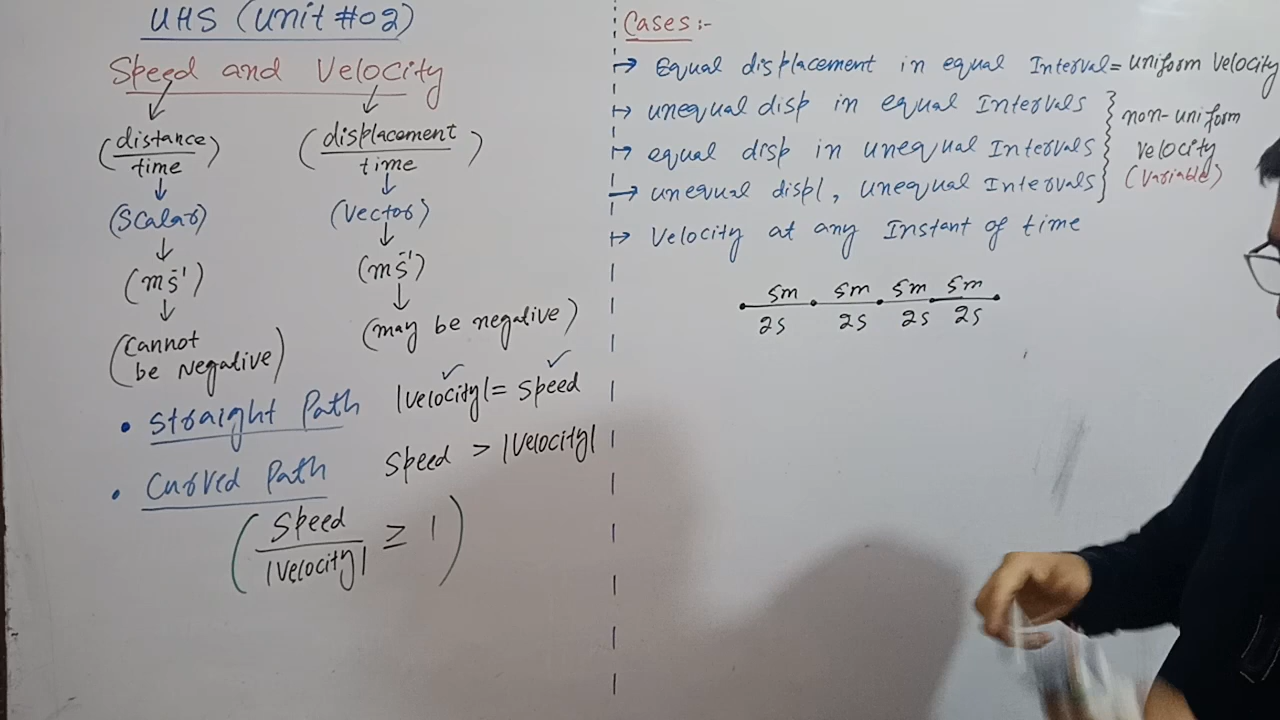 UHS (Unit #02)
Speed and Velocity
(distance/time) (displacement/time)
(Scalar) (Vector)
(ms⁻¹) (ms⁻¹)
(Cannot be Negative) (may be negative)
• Straight Path |Velocity| = Speed
• Curved Path Speed > |Velocity|
(Speed/|Velocity| ≥ 1)
Cases:-
→ Equal displacement in equal Interval = uniform Velocity
→ unequal disp in equal Intervals
→ equal disp in unequal Intervals
→ unequal displ, unequal Intervals
non-uniform
velocity
(Variable)
→ Velocity at any Instant of time
5m 5m 5m 5m
2s 2s 2s 2s